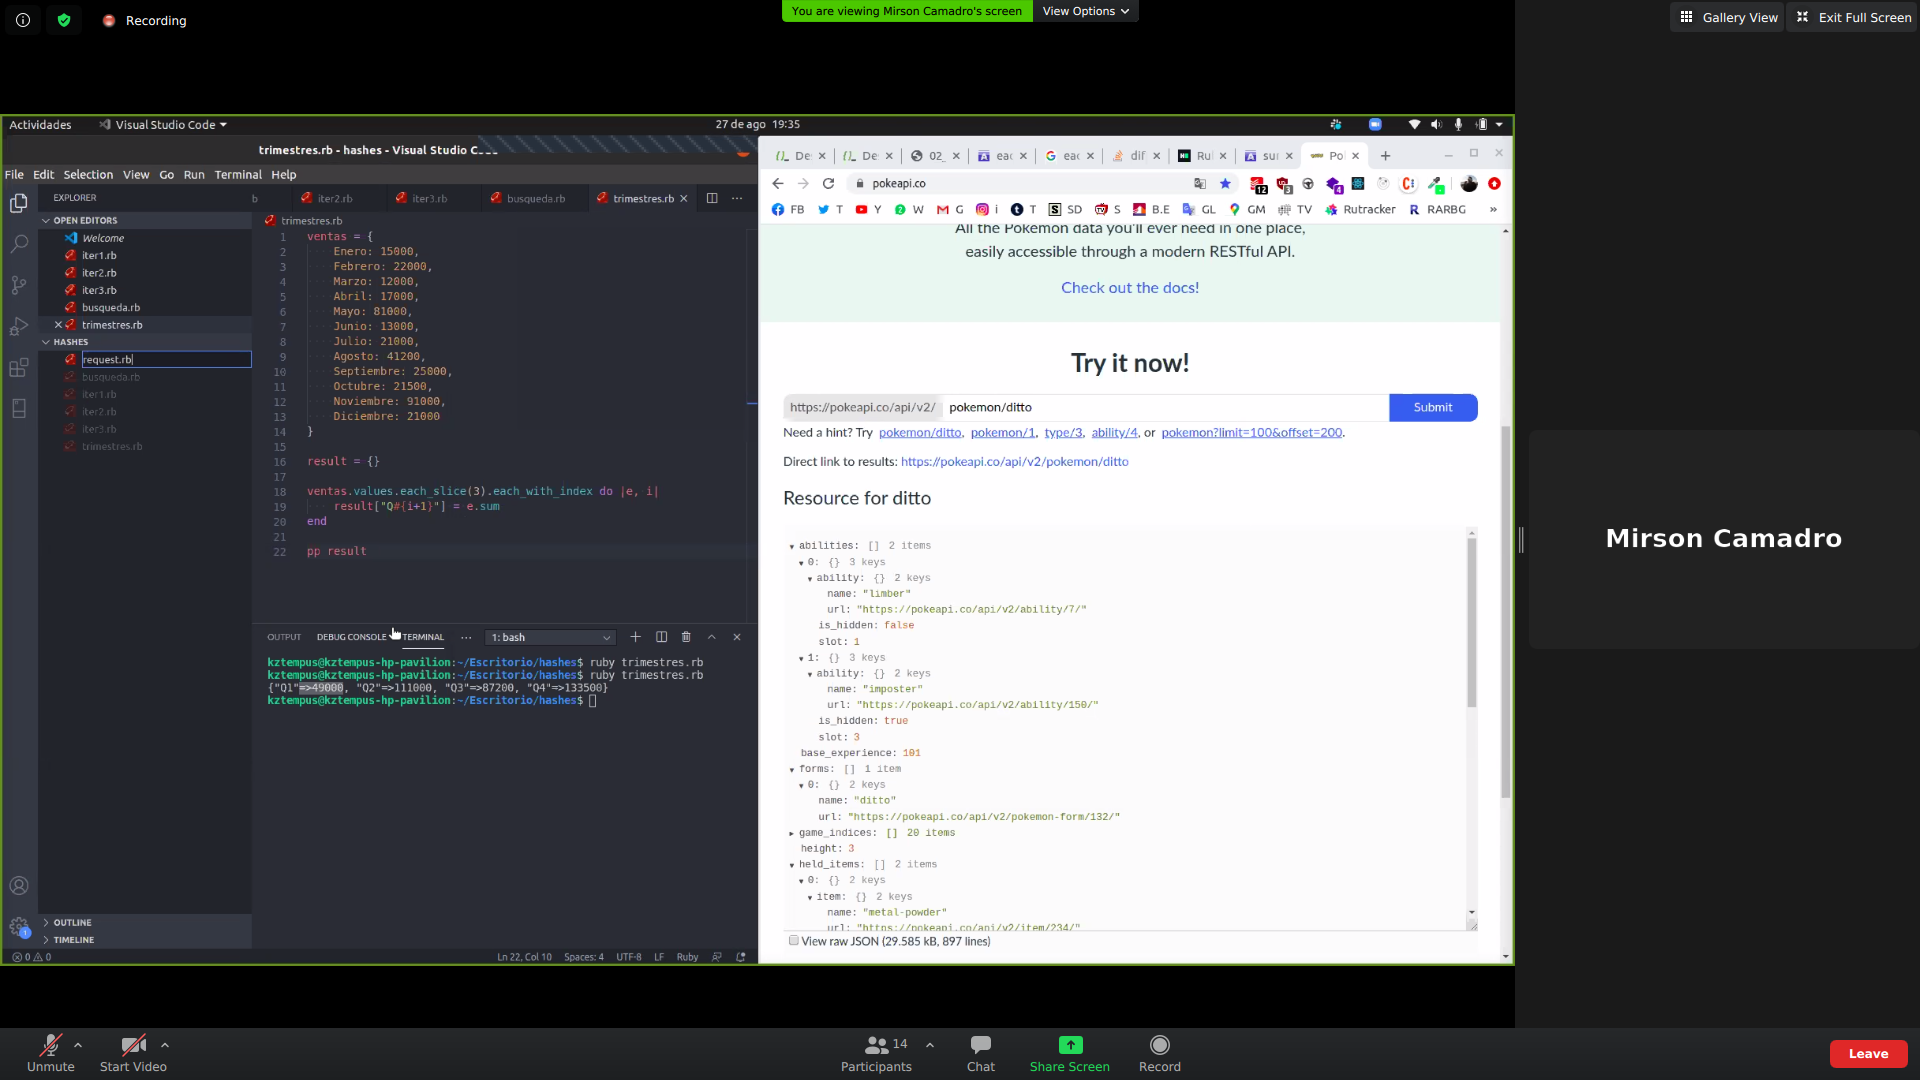 Recording
You are viewing Mirson Camadro's screen
View Options
Gallery View
Exit Full Screen
Actividades
Visual Studio Code
27 de ago 19:35
trimestres.rb - hashes - Visual Studio C
File Edit Selection View Go Run Terminal Help
EXPLORER
b
iter2.rb
iter3.rb
busqueda.rb
trimestres.rb
OPEN EDITORS
Welcome
iter1.rb
iter2.rb
iter3.rb
busqueda.rb
trimestres.rb
HASHES
request.rb
busqueda.rb
iter1.rb
iter2.rb
iter3.rb
trimestres.rb
OUTLINE
TIMELINE
trimestres.rb
1 ventas = {
2 Enero: 15000,
3 Febrero: 22000,
4 Marzo: 12000,
5 Abril: 17000,
6 Mayo: 81000,
7 Junio: 13000,
8 Julio: 21000,
9 Agosto: 41200,
10 Septiembre: 25000,
11 Octubre: 21500,
12 Noviembre: 91000,
13 Diciembre: 21000
14 }
15
16 result = {}
17
18 ventas.values.each_slice(3).each_with_index do |e, i|
19 result["Q#{i+1}"] = e.sum
20 end
21
22 pp result
OUTPUT DEBUG CONSOLE TERMINAL ··· 1: bash
kztempus@kztempus-hp-pavilion:~/Escritorio/hashes$ ruby trimestres.rb
kztempus@kztempus-hp-pavilion:~/Escritorio/hashes$ ruby trimestres.rb
{"Q1"=>49000, "Q2"=>111000, "Q3"=>87200, "Q4"=>133500}
kztempus@kztempus-hp-pavilion:~/Escritorio/hashes$
0 0
1
Ln 22, Col 10 Spaces: 4 UTF-8 LF Ruby
De: De: 02_ eac eac dif Rul sur Po
pokeapi.co
12 3 4
FB T Y W G i T SD S B.E GL GM TV Rutracker RARBG »
All the Pokémon data you'll ever need in one place,
easily accessible through a modern RESTful API.
Check out the docs!
Try it now!
https://pokeapi.co/api/v2/ pokemon/ditto Submit
Need a hint? Try pokemon/ditto, pokemon/1, type/3, ability/4, or pokemon?limit=100&offset=200.
Direct link to results: https://pokeapi.co/api/v2/pokemon/ditto
Resource for ditto
abilities: [] 2 items
0: {} 3 keys
ability: {} 2 keys
name: "limber"
url: "https://pokeapi.co/api/v2/ability/7/"
is_hidden: false
slot: 1
1: {} 3 keys
ability: {} 2 keys
name: "imposter"
url: "https://pokeapi.co/api/v2/ability/150/"
is_hidden: true
slot: 3
base_experience: 101
forms: [] 1 item
0: {} 2 keys
name: "ditto"
url: "https://pokeapi.co/api/v2/pokemon-form/132/"
game_indices: [] 20 items
height: 3
held_items: [] 2 items
0: {} 2 keys
item: {} 2 keys
name: "metal-powder"
url: "https://pokeapi.co/api/v2/item/234/"
View raw JSON (29.585 kB, 897 lines)
Mirson Camadro
Unmute
Start Video
14
Participants
Chat
Share Screen
Record
Leave